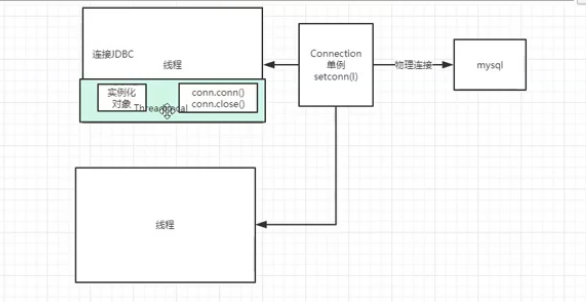 连接JDBC
线程
实例化
对象
conn.conn()
conn.close()
ThreadLocal
Connection
单例
setconn(l)
物理连接
mysql
线程